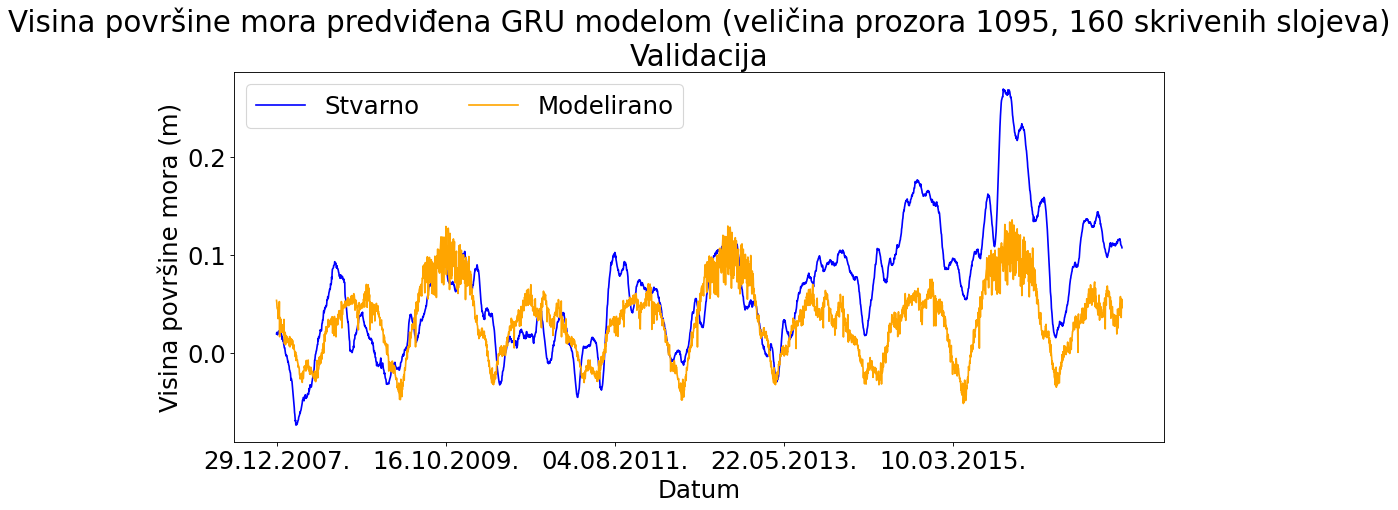 Visina površine mora predviđena GRU modelom (veličina prozora 1095, 160 skrivenih slojeva)
Validacija
Stvarno
Modelirano
Visina površine mora (m)
0.2
0.1
0.0
29.12.2007.
16.10.2009.
04.08.2011.
22.05.2013.
10.03.2015.
Datum